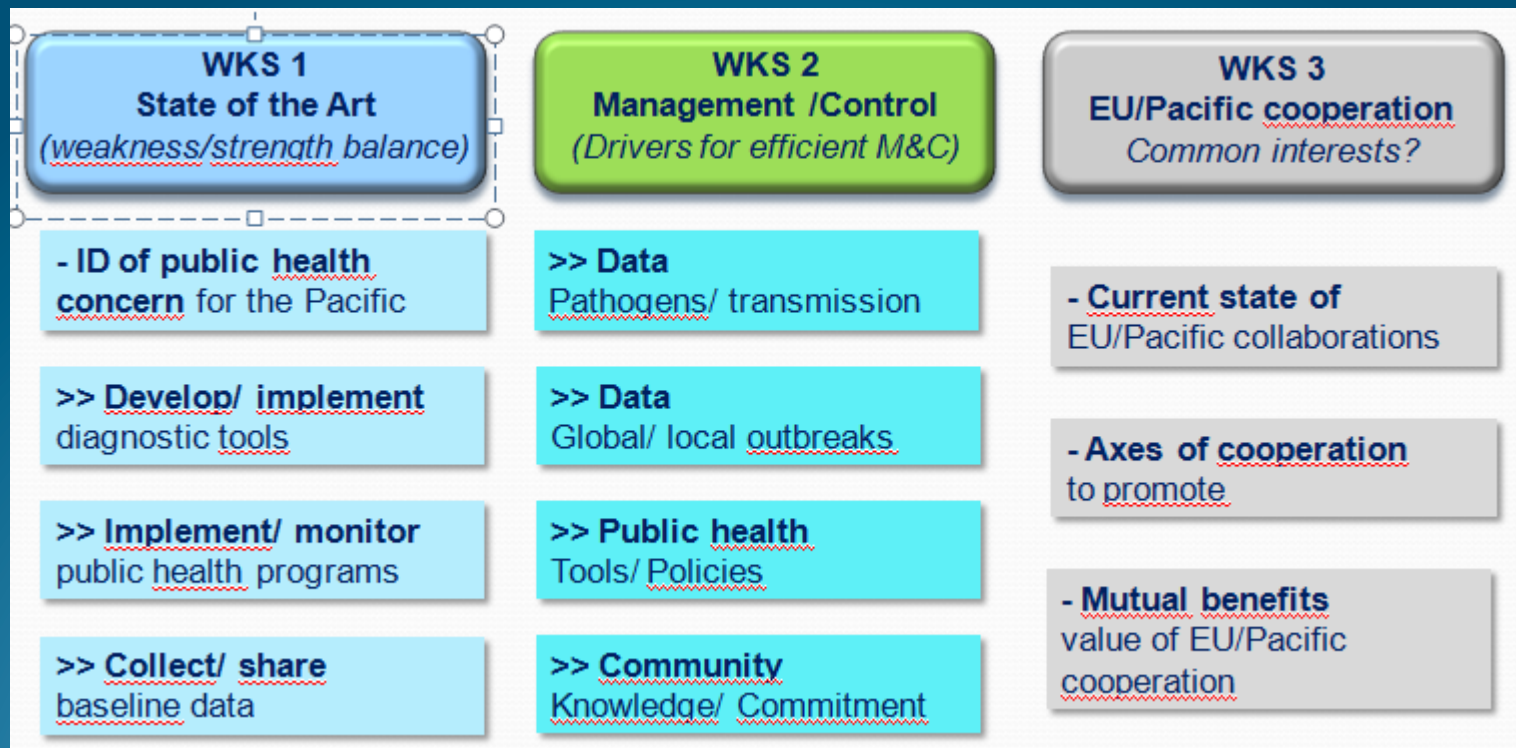 WKS 1
State of the Art
(weakness/strength balance)
- ID of public health
concern for the Pacific
>> Develop/ implement
diagnostic tools
>> Implement/ monitor
public health programs
>> Collect/ share
baseline data
WKS 2
Management /Control
(Drivers for efficient M&C)
>> Data
Pathogens/ transmission
>> Data
Global/ local outbreaks
>> Public health
Tools/ Policies
>> Community
Knowledge/ Commitment
WKS 3
EU/Pacific cooperation
Common interests?
- Current state of
EU/Pacific collaborations
- Axes of cooperation
to promote
- Mutual benefits
value of EU/Pacific
cooperation